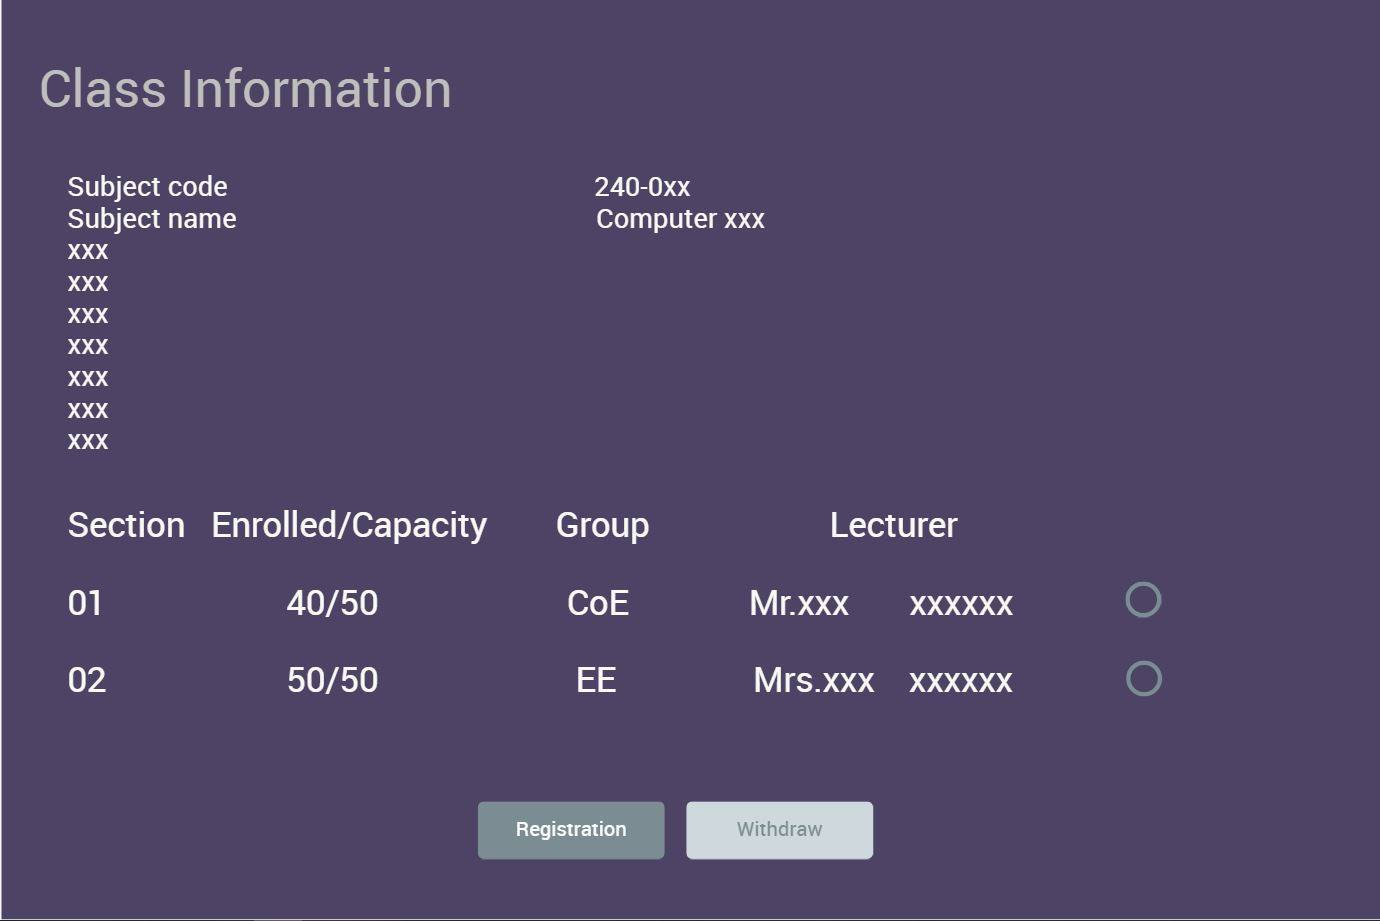 Class Information
Subject code 240-0xx
Subject name Computer xxx
xxx
xxx
xxx
xxx
xxx
xxx
xxx
Section Enrolled/Capacity Group Lecturer
01 40/50 CoE Mr.xxx xxxxxx
02 50/50 EE Mrs.xxx xxxxxx
Registration Withdraw